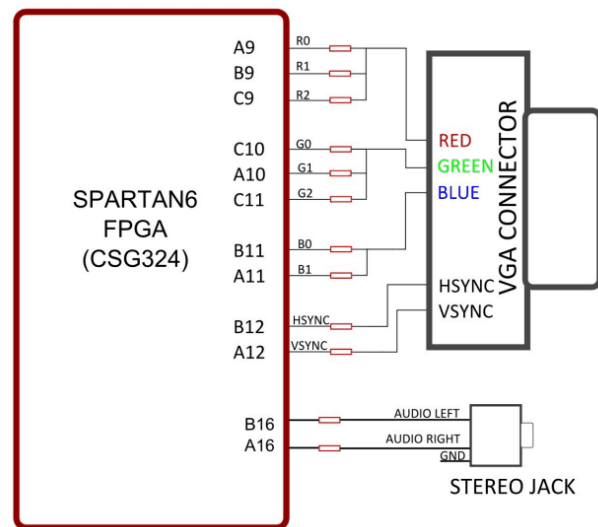 A9 R0
B9 R1
C9 R2
RED
C10 G0
GREEN
A10 G1
C11 G2
BLUE
SPARTAN6
FPGA
(CSG324)
VGA CONNECTOR
B11 B0
A11 B1
HSYNC
B12 HSYNC
VSYNC
A12 VSYNC
B16 AUDIO LEFT
A16 AUDIO RIGHT
GND
STEREO JACK